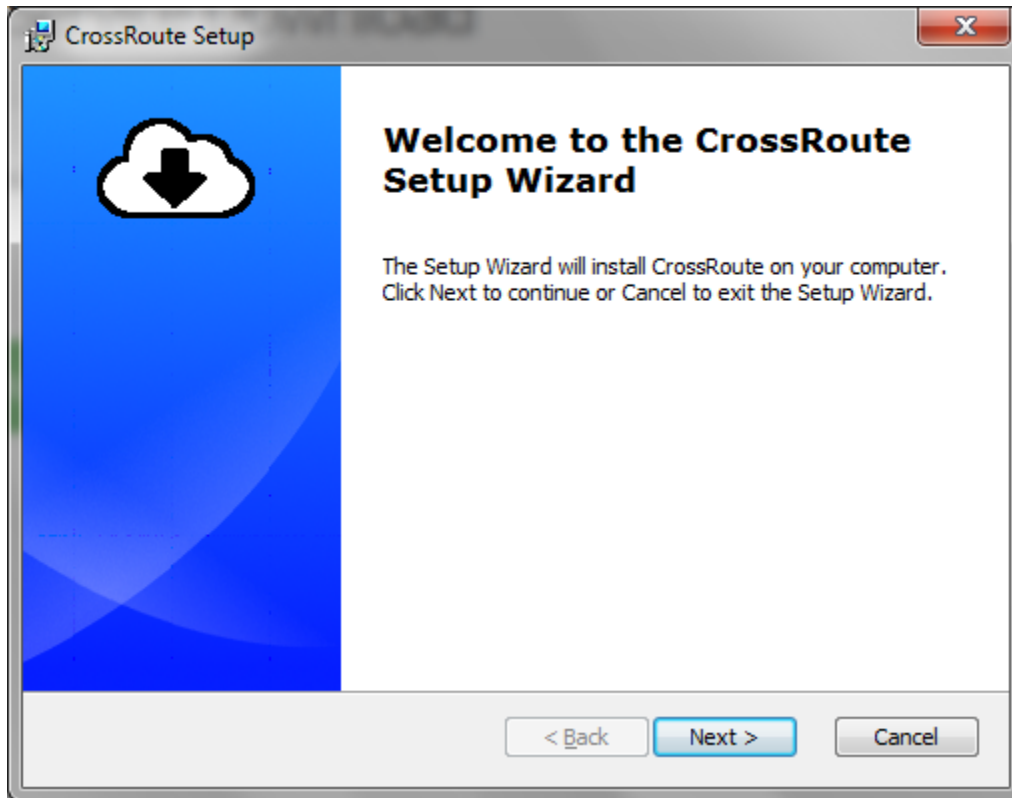 CrossRoute Setup
Welcome to the CrossRoute
Setup Wizard
The Setup Wizard will install CrossRoute on your computer.
Click Next to continue or Cancel to exit the Setup Wizard.
< Back
Next >
Cancel